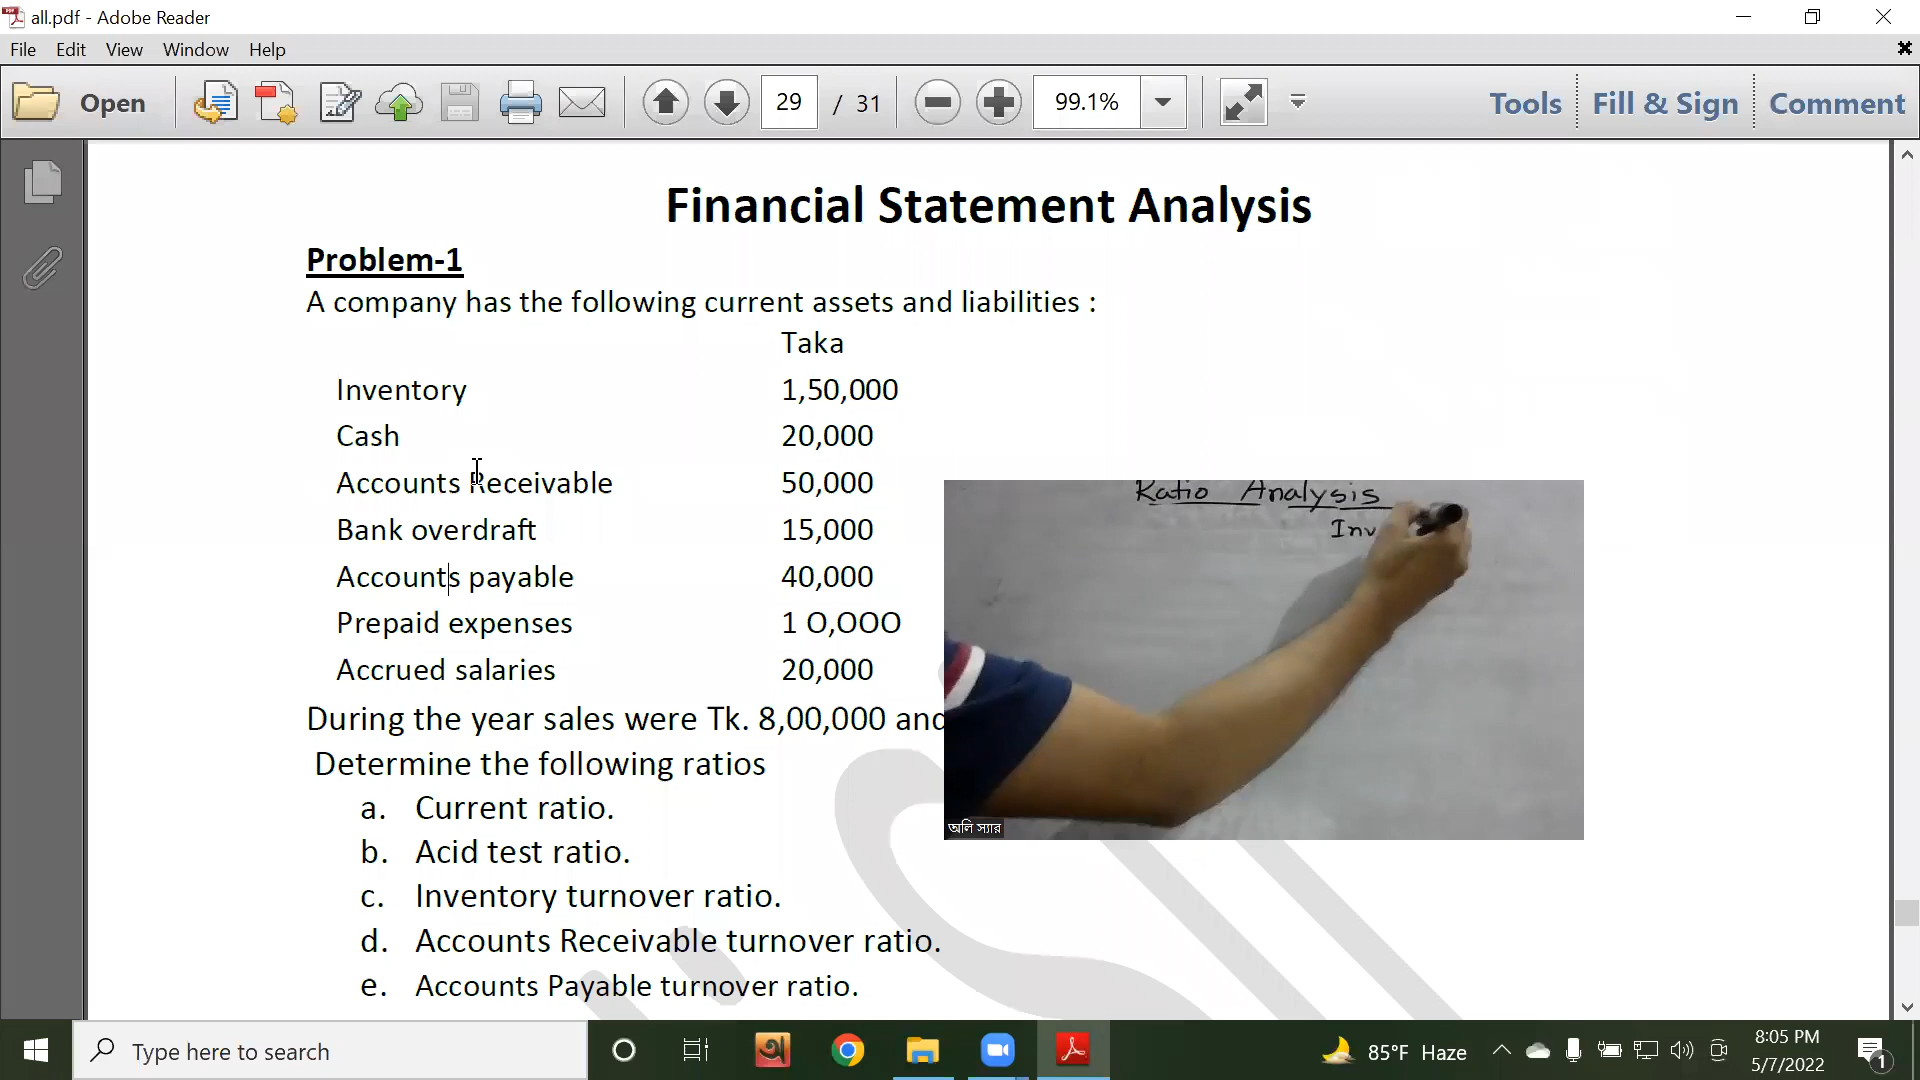 all.pdf - Adobe Reader
File Edit View Window Help
Open 29 / 31 99.1% Tools Fill & Sign Comment
Financial Statement Analysis
Problem-1
A company has the following current assets and liabilities :
Taka
Inventory 1,50,000
Cash 20,000
Accounts Receivable 50,000
Bank overdraft 15,000
Accounts payable 40,000
Prepaid expenses 1 O,OOO
Accrued salaries 20,000
During the year sales were Tk. 8,00,000 and
Determine the following ratios
a. Current ratio.
b. Acid test ratio.
c. Inventory turnover ratio.
d. Accounts Receivable turnover ratio.
e. Accounts Payable turnover ratio.
Ratio Analysis
Inv
অলি স্যার
Type here to search
অ
85°F Haze
8:05 PM
5/7/2022
1